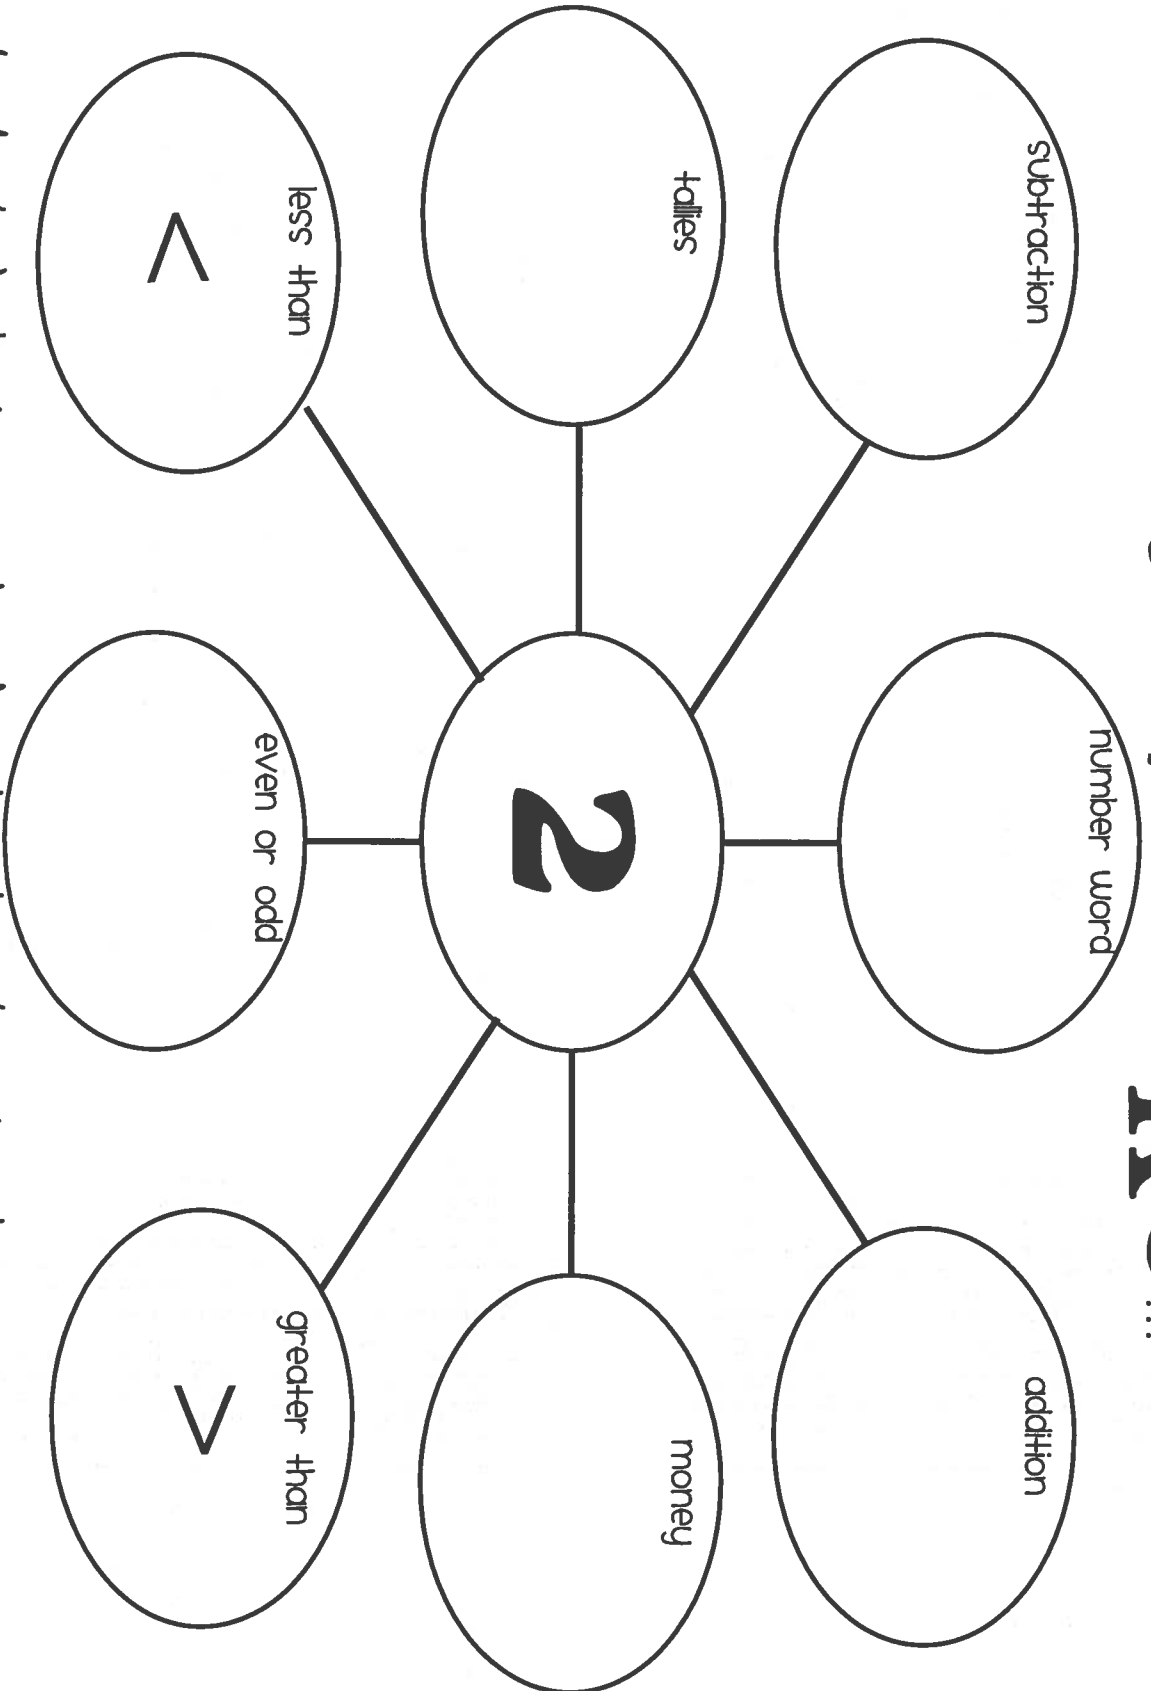 number word
subtraction
addition
tallies
2
money
less than
<
even or odd
greater than
>